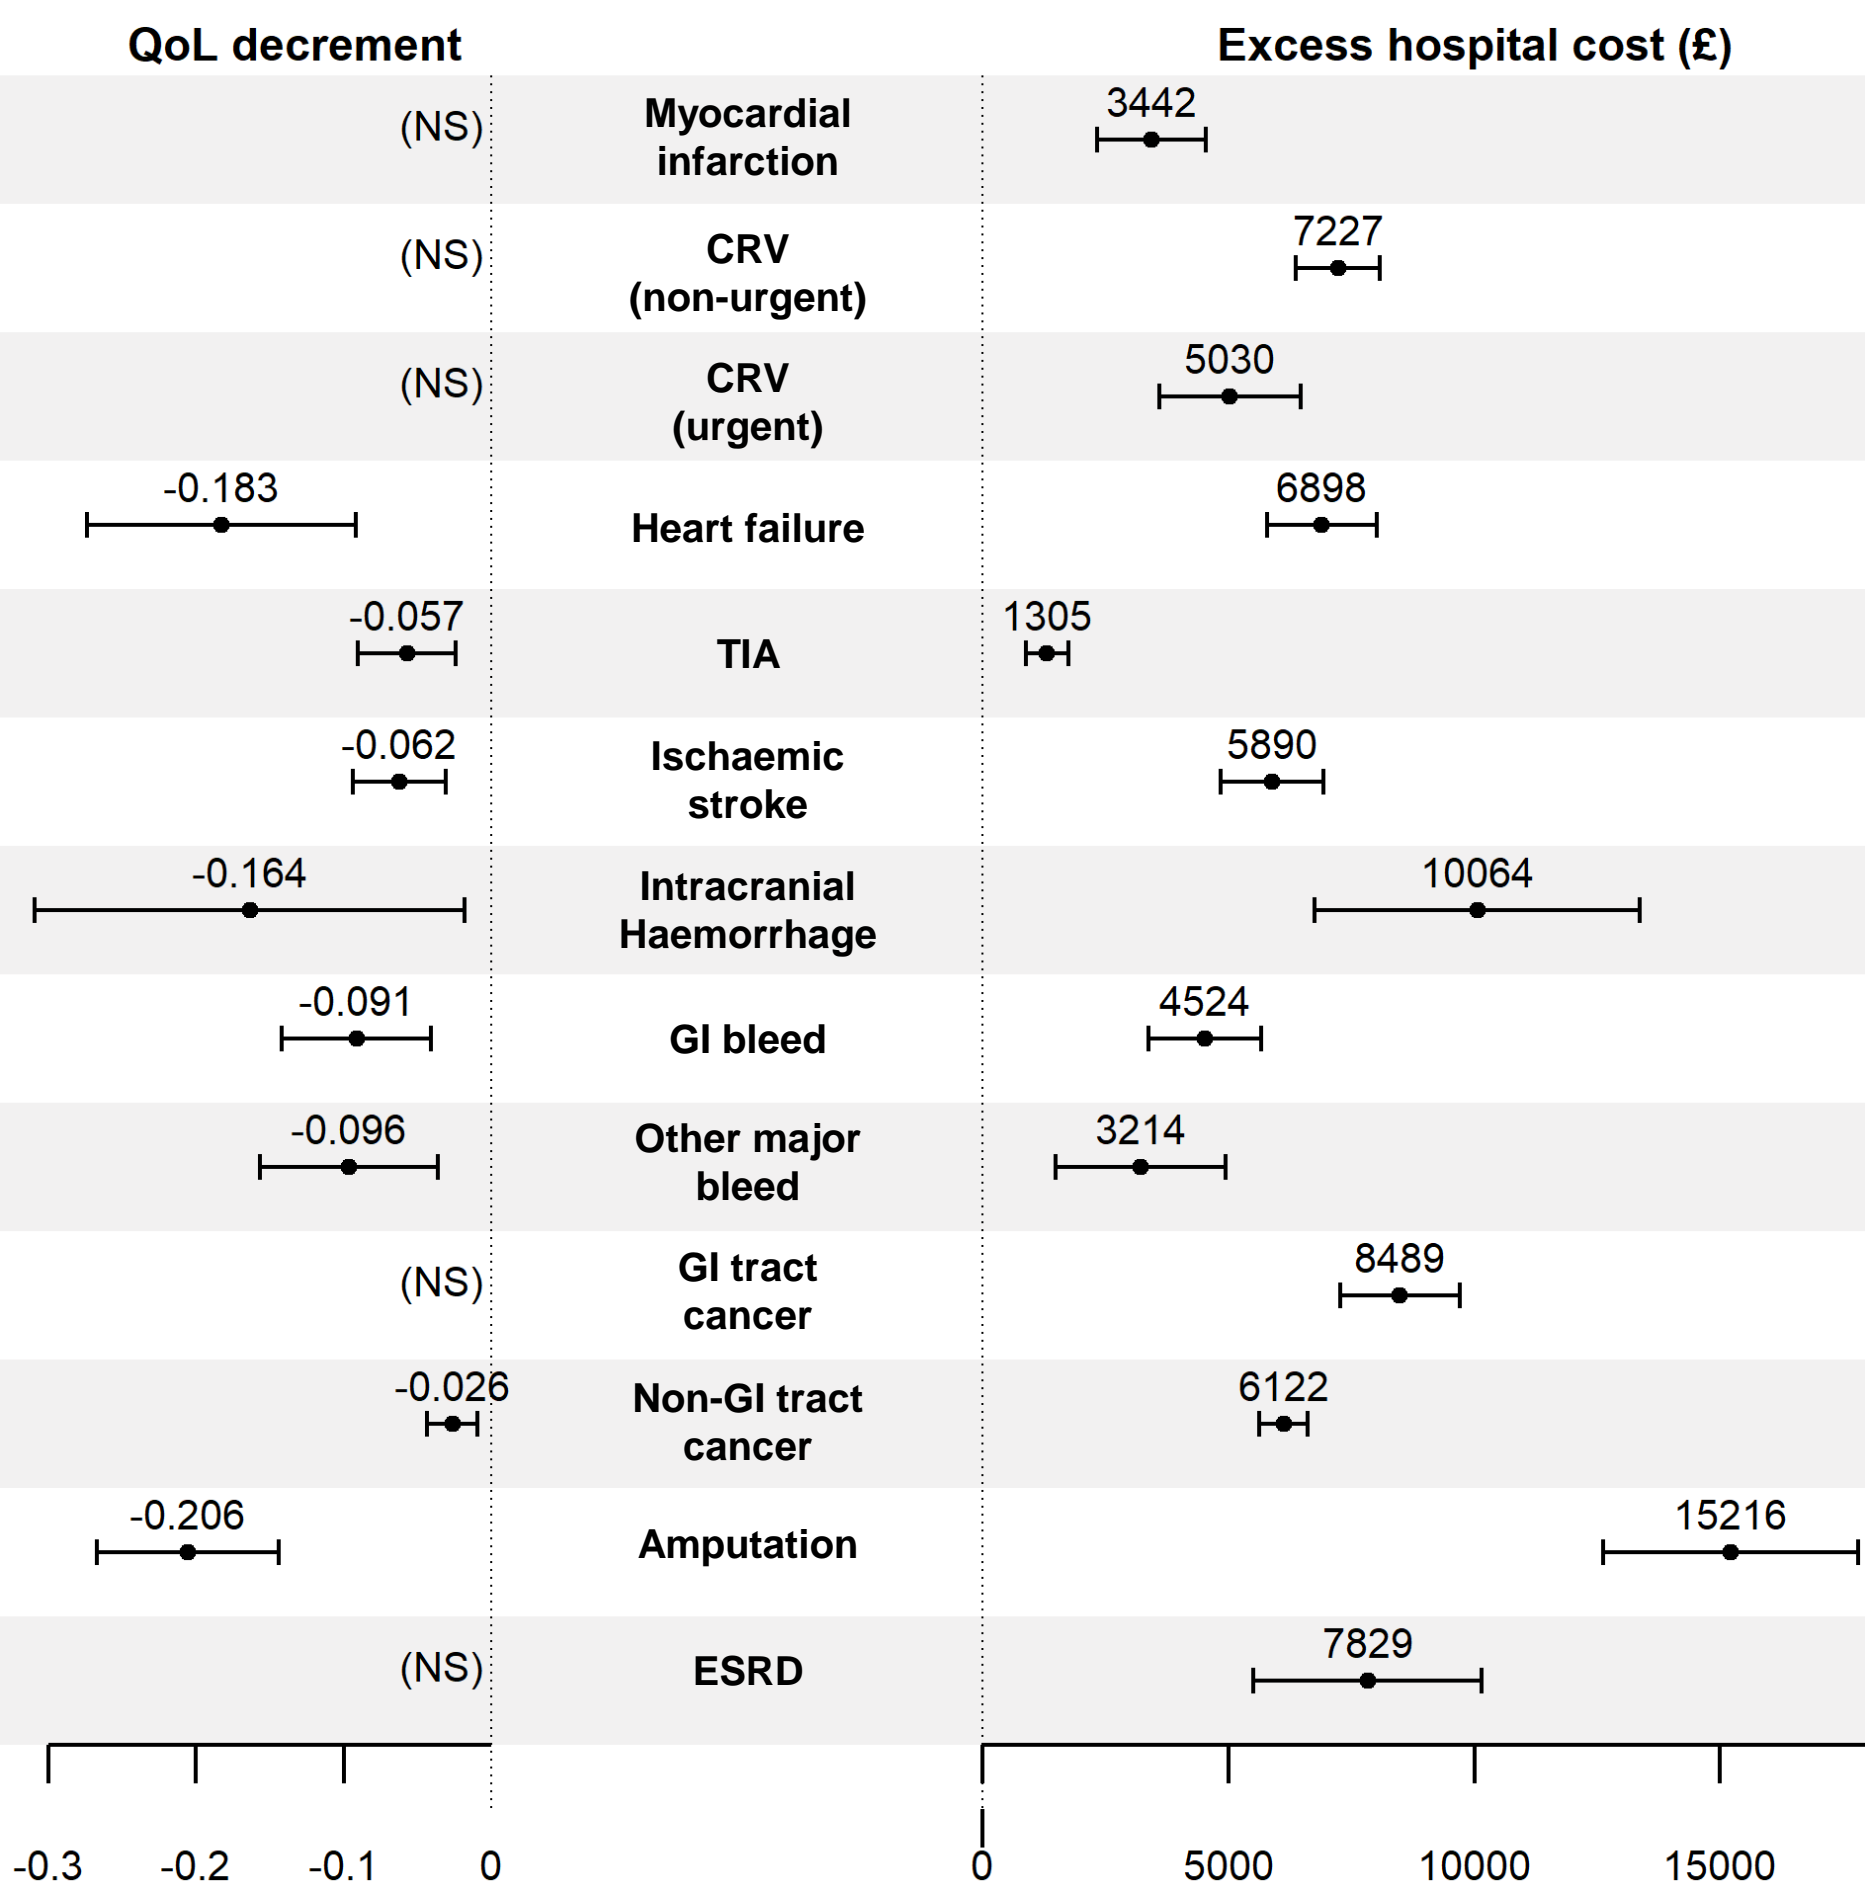 QoL decrement
Excess hospital cost (£)
(NS)
Myocardial
infarction
3442
(NS)
CRV
(non-urgent)
7227
(NS)
CRV
(urgent)
5030
-0.183
Heart failure
6898
-0.057
TIA
1305
-0.062
Ischaemic
stroke
5890
-0.164
Intracranial
Haemorrhage
10064
-0.091
GI bleed
4524
-0.096
Other major
bleed
3214
(NS)
GI tract
cancer
8489
-0.026
Non-GI tract
cancer
6122
-0.206
Amputation
15216
(NS)
ESRD
7829
-0.3 -0.2 -0.1 0
0 5000 10000 15000